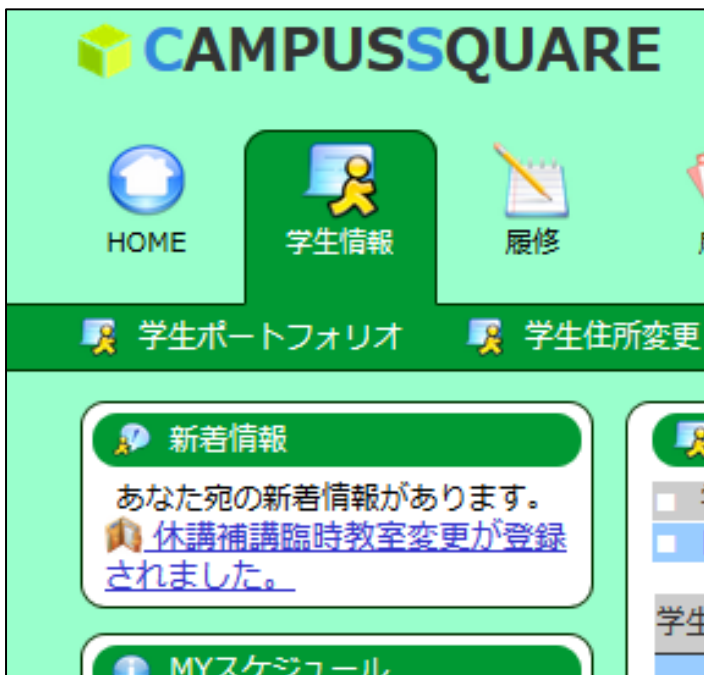 CAMPUSSQUARE
HOME
学生情報
履修
学生ポートフォリオ
学生住所変更
新着情報
あなた宛の新着情報があります。
休講補講臨時教室変更が登録
されました。
学生
MYスケジュール